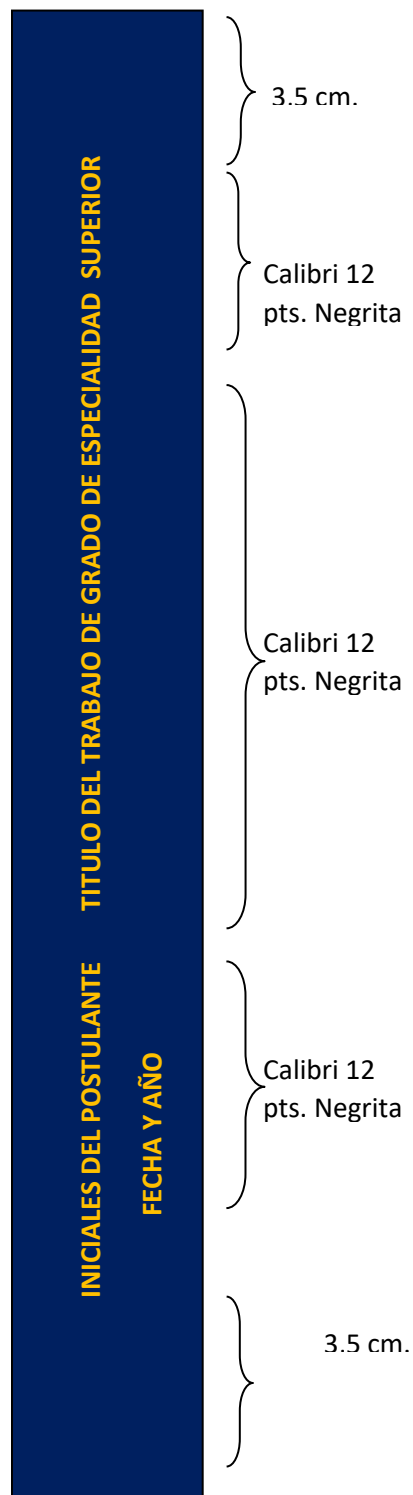 3.5 cm.
Calibri 12
pts. Negrita
TITULO DEL TRABAJO DE GRADO DE ESPECIALIDAD SUPERIOR
Calibri 12
pts. Negrita
INICIALES DEL POSTULANTE
FECHA Y AÑO
Calibri 12
pts. Negrita
3.5 cm.